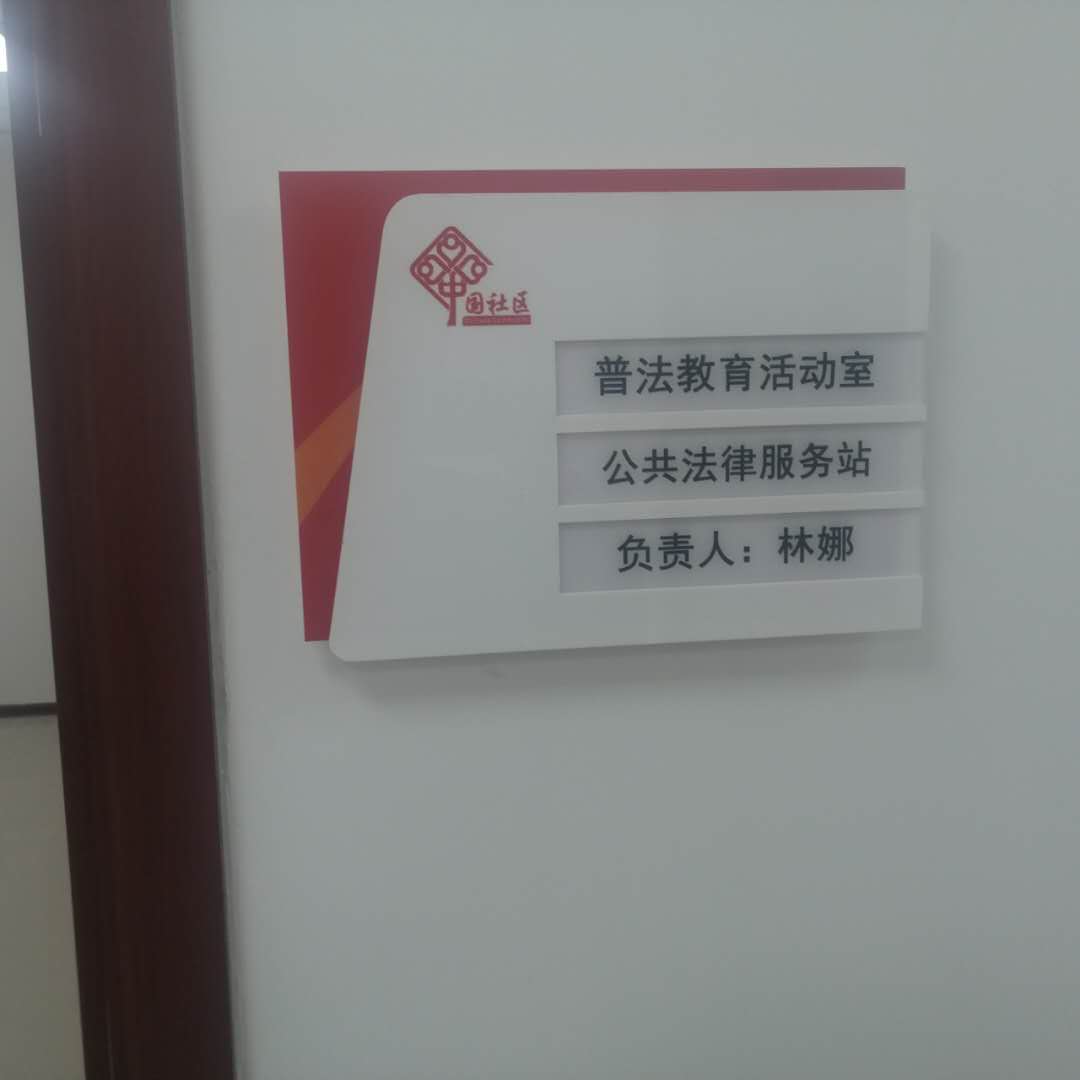 中国社区
普法教育活动室
公共法律服务站
负责人：林娜